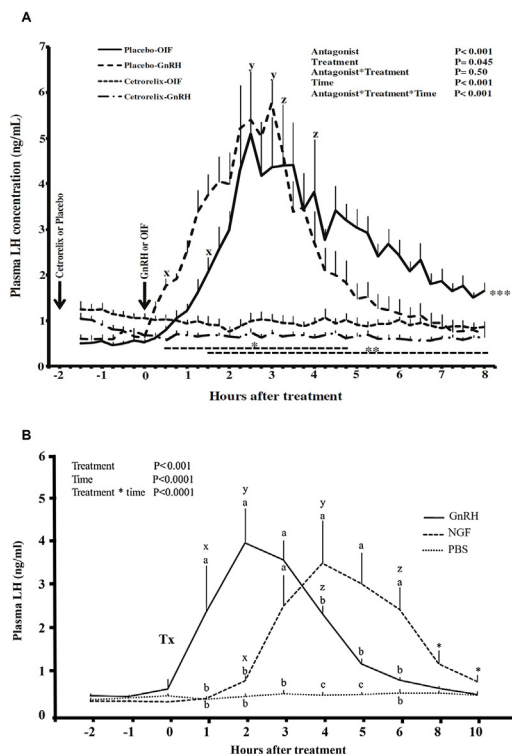 A
Placebo-OIF
Placebo-GnRH
Cetrorelix-OIF
Cetrorelix-GnRH
Antagonist P< 0.001
Treatment P= 0.045
Antagonist*Treatment P= 0.50
Time P< 0.001
Antagonist*Treatment*Time P< 0.001
Plasma LH concentration (ng/mL)
7
6
5
4
3
2
1
0
Cetrorelix or Placebo
GnRH or OIF
x
x
y
y
z
z
***
*
**
-2 -1 0 1 2 3 4 5 6 7 8
Hours after treatment
B
Treatment P<0.001
Time P<0.0001
Treatment * time P<0.0001
GnRH
NGF
PBS
Plasma LH (ng/ml)
6
5
4
3
2
1
0
Tx
x
a
y
a
a
a
y
a
a
z
a
z
b
b
b
*
*
x
b
b
b
b
b
c
c
b
-2 -1 0 1 2 3 4 5 6 8 10
Hours after treatment